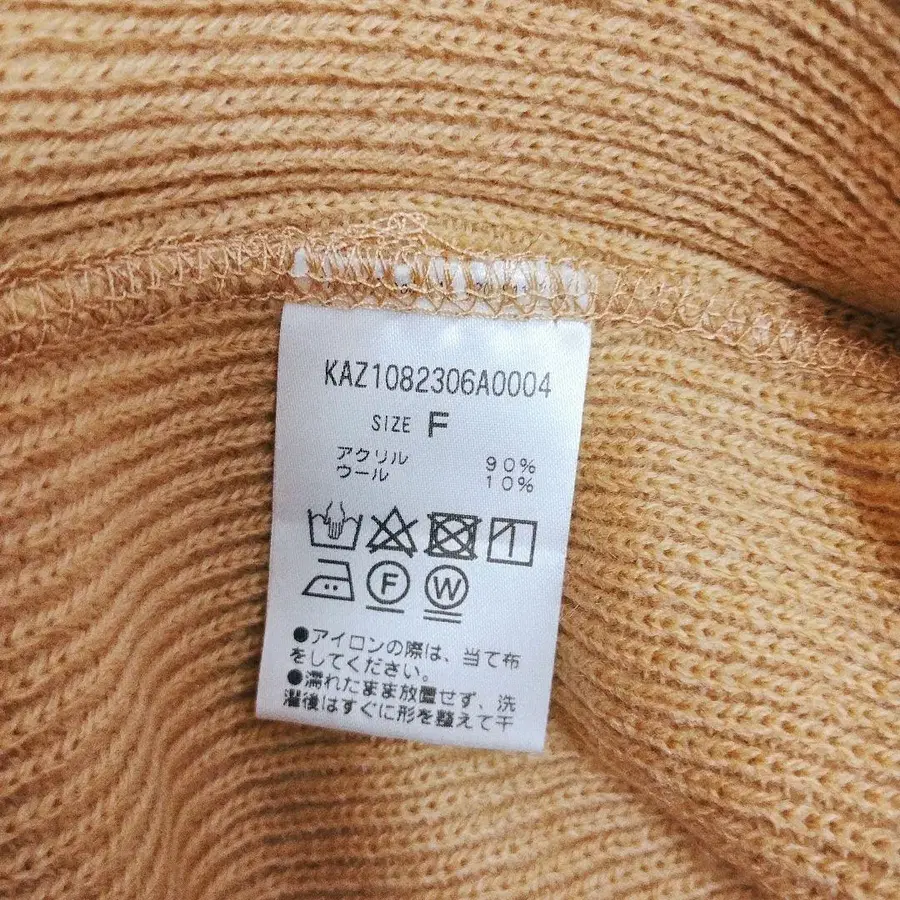 KAZ1082306A0004
SIZE F
アクリル 90%
ウール 10%
F W
●アイロンの際は、当て布
をしてください。
●濡れたまま放置せず、洗
濯後はすぐに形を整えて干